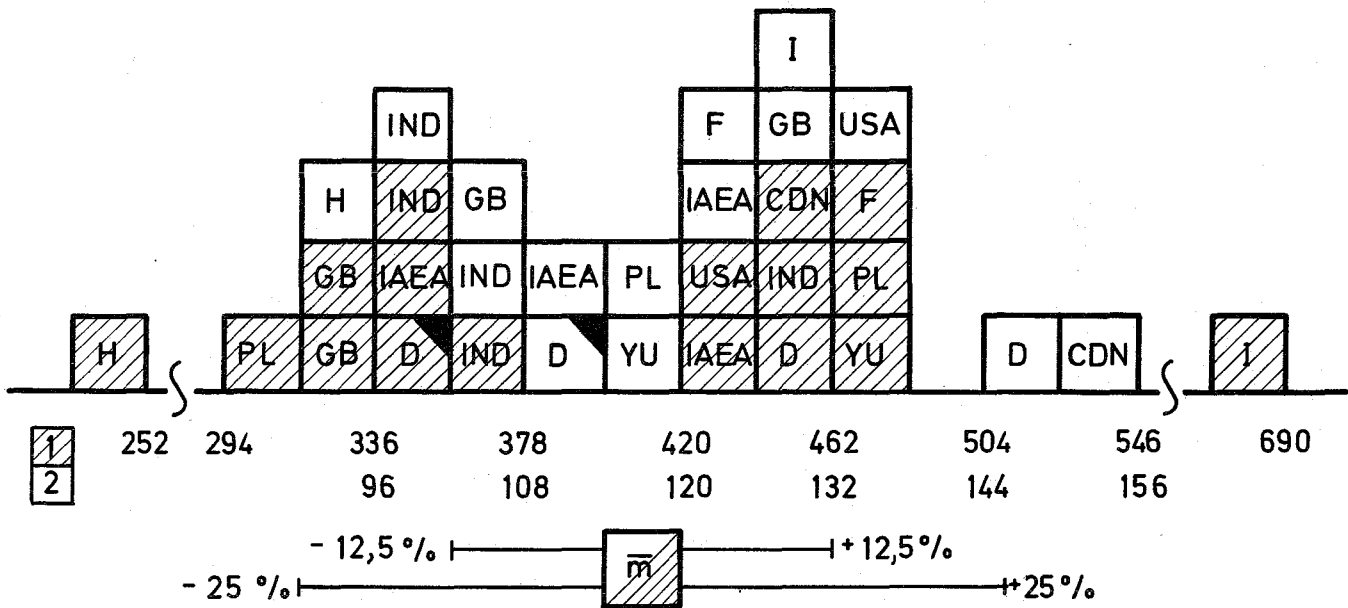 I
IND F GB USA
H IND GB IAEA CDN F
GB IAEA IND IAEA PL USA IND PL
H PL GB D IND D YU IAEA D YU D CDN I
1 252 294 336 378 420 462 504 546 690
2 96 108 120 132 144 156
- 12,5 % m̅ + 12,5 %
- 25 % +25 %